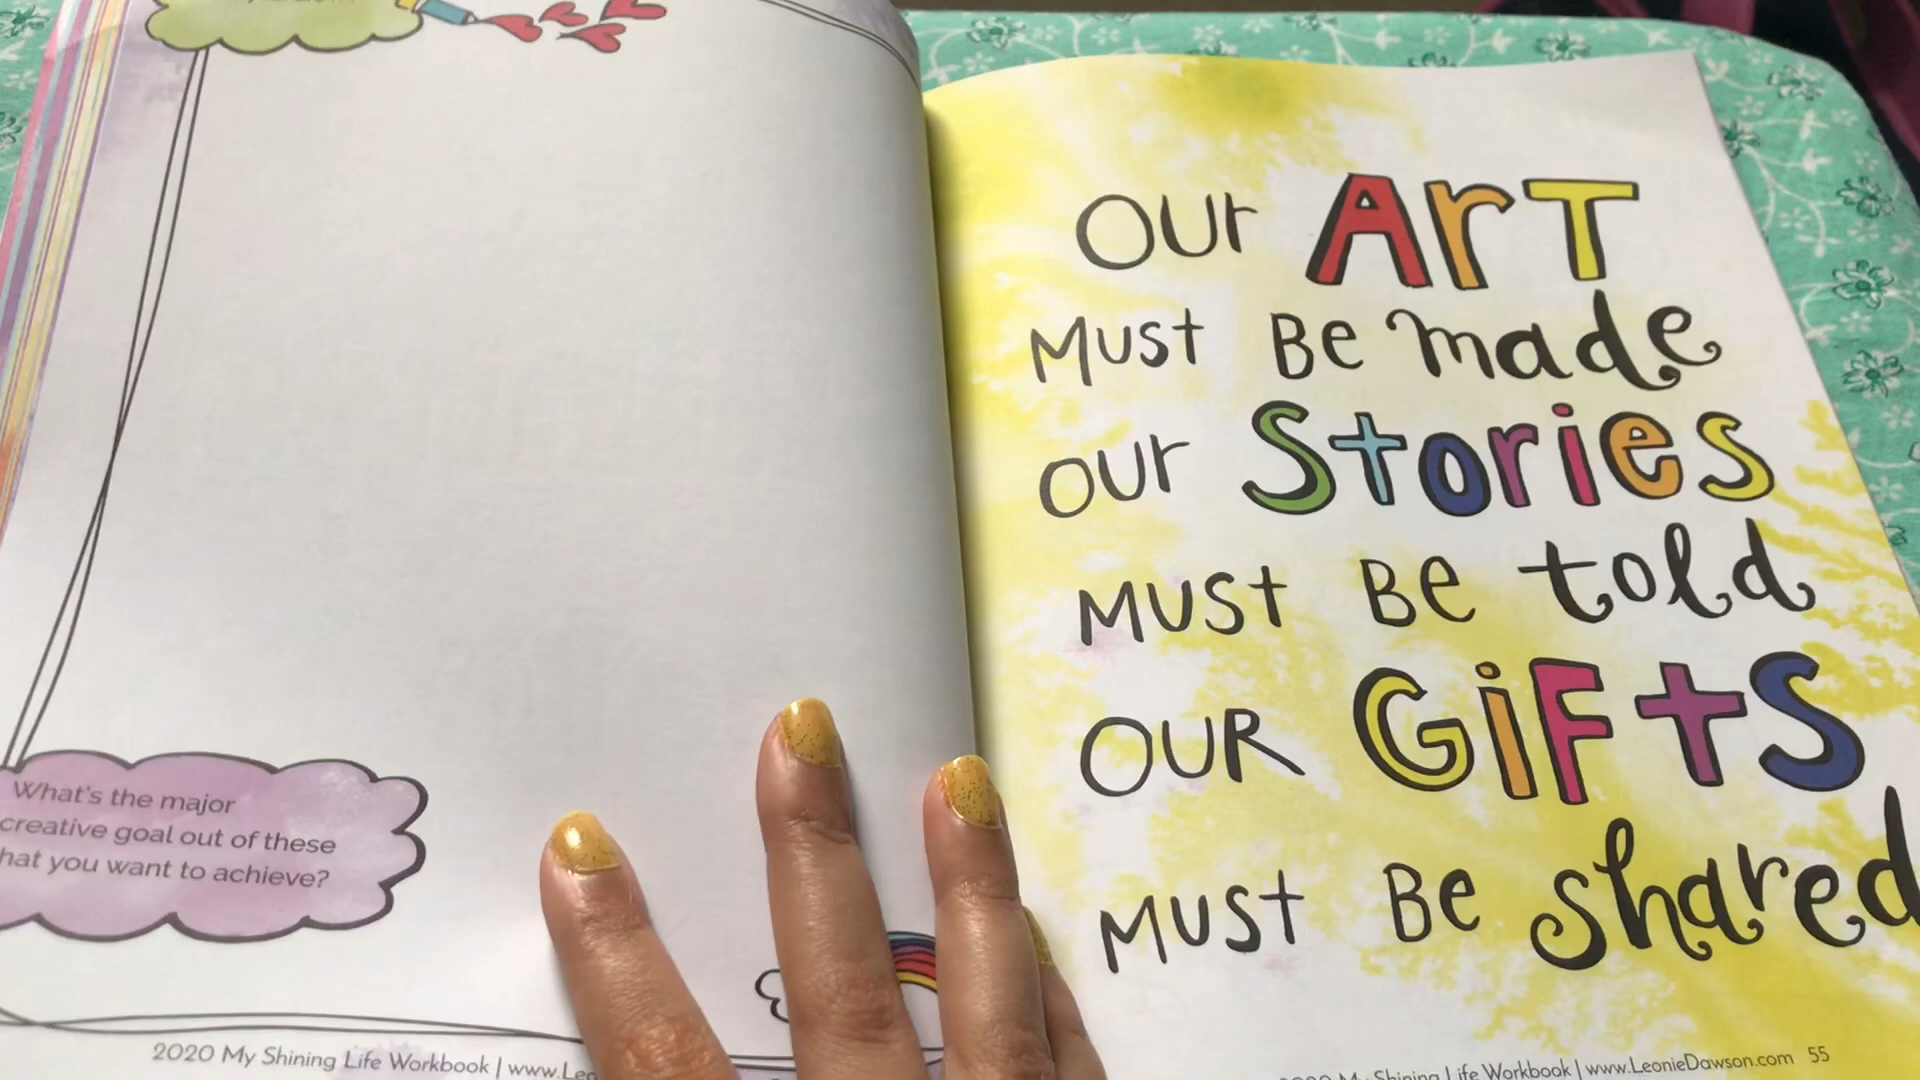 What's the major
creative goal out of these
hat you want to achieve?
2020 My Shining Life Workbook | www.Leo
Our Art
Must Be made
our Stories
Must Be told
OUR GiFtS
Must Be shared
My Shining Life Workbook | www.LeonieDawson.com 55